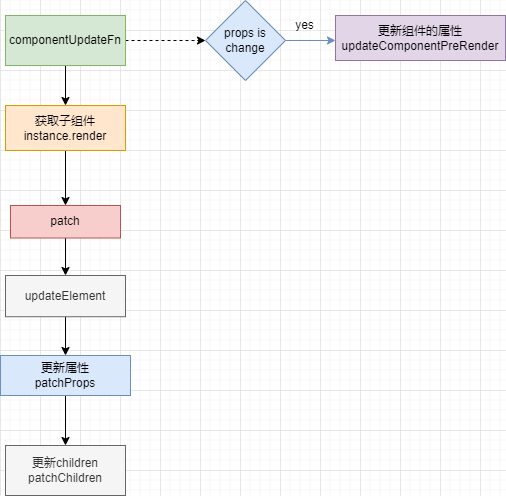 componentUpdateFn
props is
change
yes
更新组件的属性
updateComponentPreRender
获取子组件
instance.render
patch
updateElement
更新属性
patchProps
更新children
patchChildren